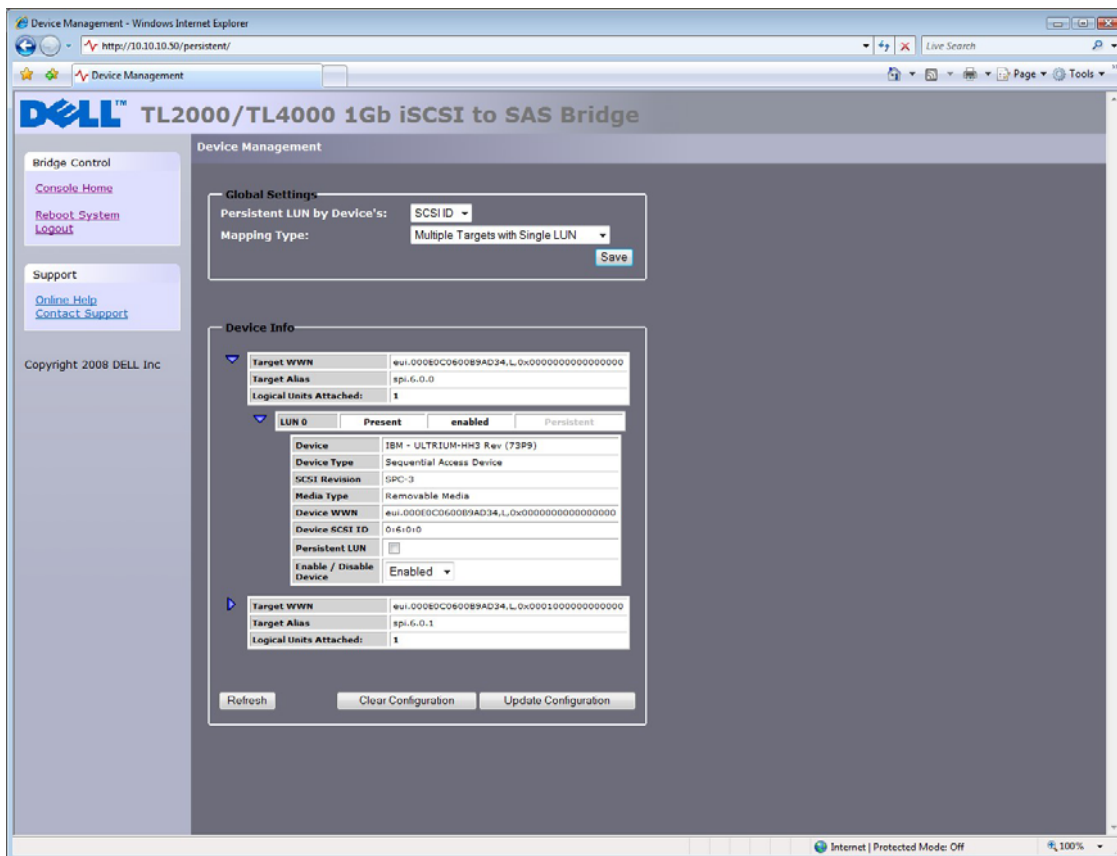 Device Management - Windows Internet Explorer
http://10.10.10.50/persistent/
Live Search
Device Management
Page
Tools
DELL™ TL2000/TL4000 1Gb iSCSI to SAS Bridge
Device Management
Bridge Control
Console Home
Reboot System
Logout
Support
Online Help
Contact Support
Copyright 2008 DELL Inc
Global Settings
Persistent LUN by Device's: SCSI ID
Mapping Type: Multiple Targets with Single LUN
Save
Device Info
Target WWN eui.000E0C0600B9AD34,L,0x0000000000000000
Target Alias spi.6.0.0
Logical Units Attached: 1
LUN 0 Present enabled Persistent
Device IBM - ULTRIUM-HH3 Rev (73P9)
Device Type Sequential Access Device
SCSI Revision SPC-3
Media Type Removable Media
Device WWN eui.000E0C0600B9AD34,L,0x0000000000000000
Device SCSI ID 0:6:0:0
Persistent LUN
Enable / Disable Device Enabled
Target WWN eui.000E0C0600B9AD34,L,0x0001000000000000
Target Alias spi.6.0.1
Logical Units Attached: 1
Refresh
Clear Configuration
Update Configuration
Internet | Protected Mode: Off
100%